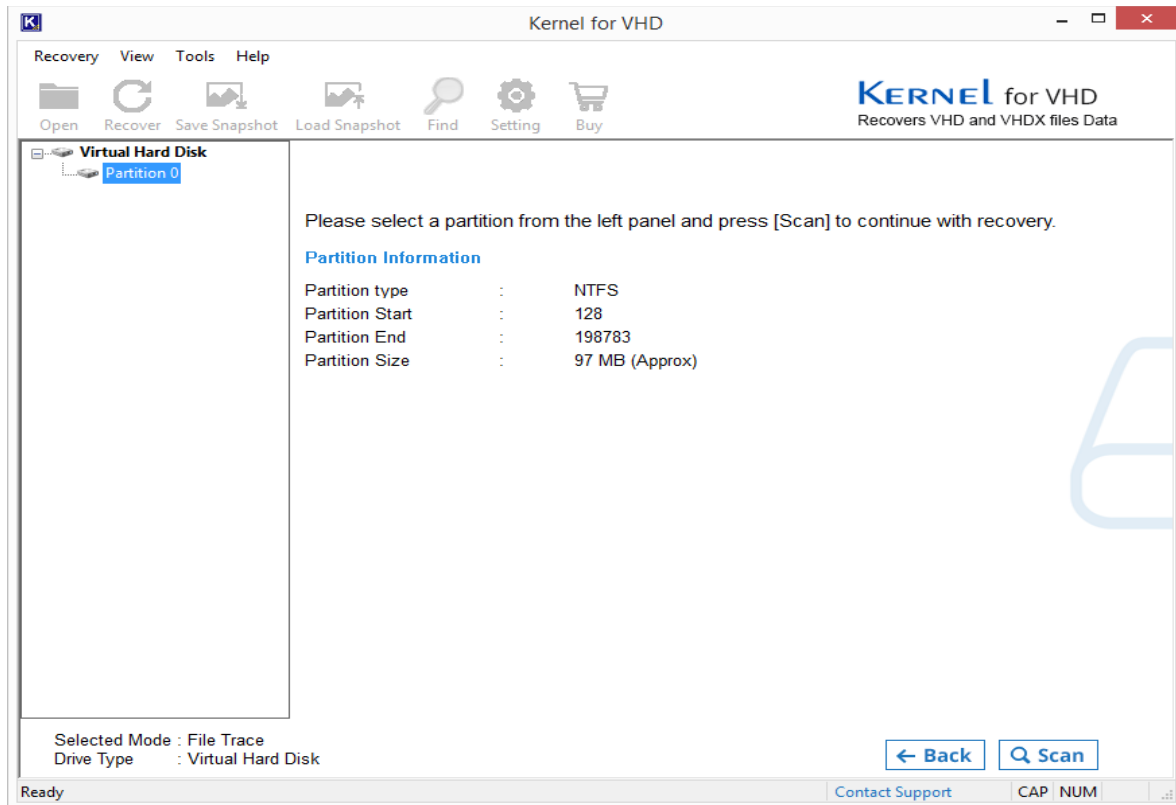 Kernel for VHD
Recovery View Tools Help
Open Recover Save Snapshot Load Snapshot Find Setting Buy
KERNEL for VHD
Recovers VHD and VHDX files Data
Virtual Hard Disk
Partition 0
Please select a partition from the left panel and press [Scan] to continue with recovery.
Partition Information
Partition type : NTFS
Partition Start : 128
Partition End : 198783
Partition Size : 97 MB (Approx)
Selected Mode : File Trace
Drive Type : Virtual Hard Disk
Back Scan
Ready Contact Support CAP NUM